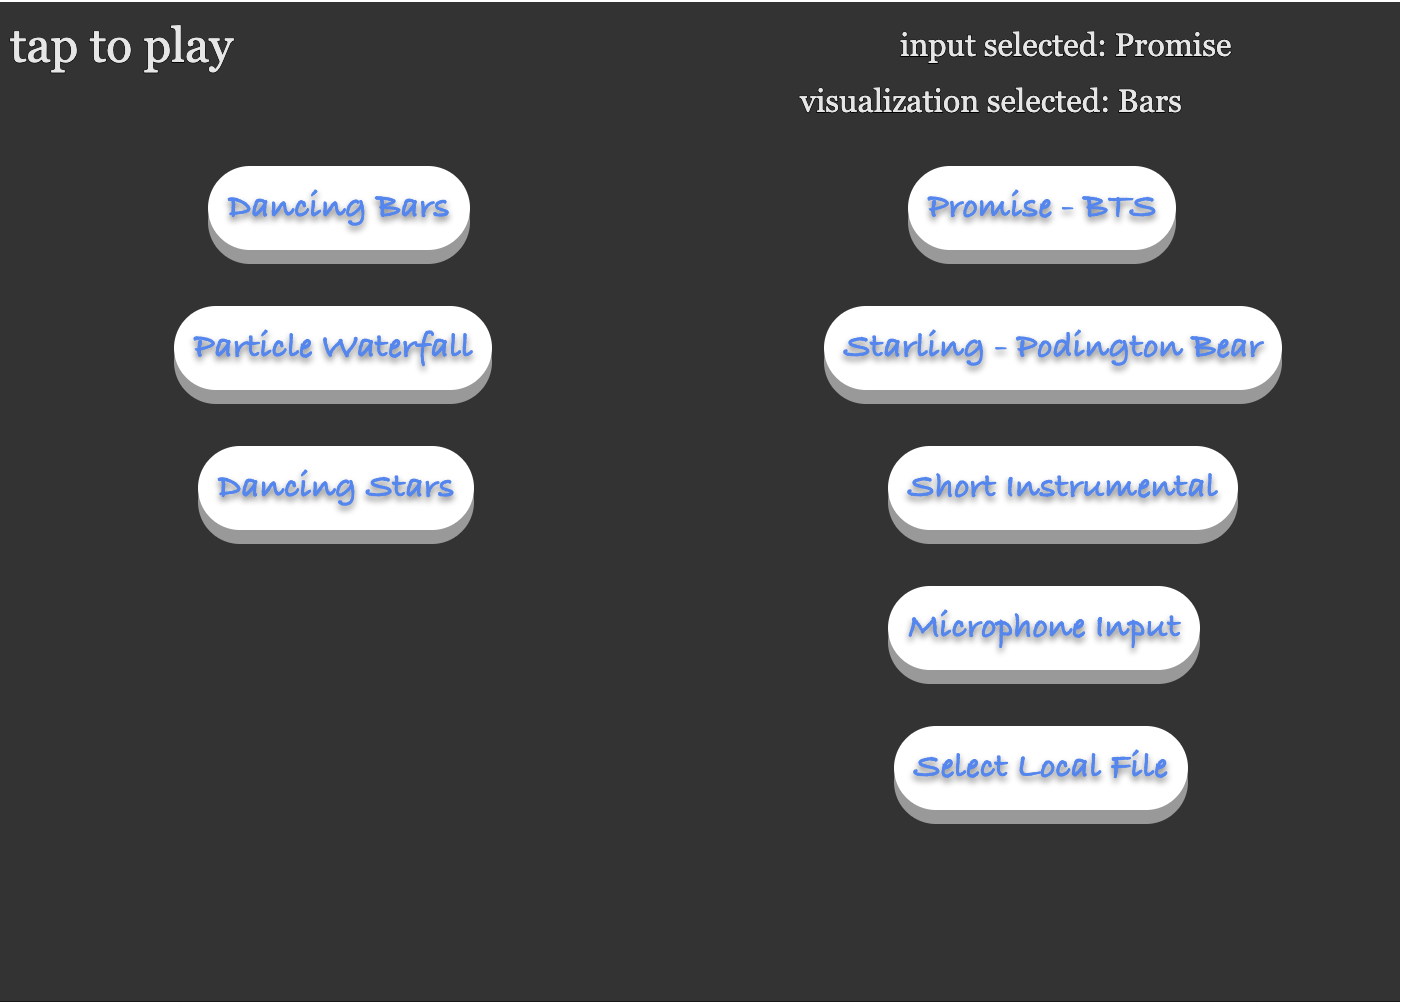 tap to play
input selected: Promise
visualization selected: Bars
Dancing Bars
Promise - BTS
Particle Waterfall
Starling - Podington Bear
Dancing Stars
Short Instrumental
Microphone Input
Select Local File